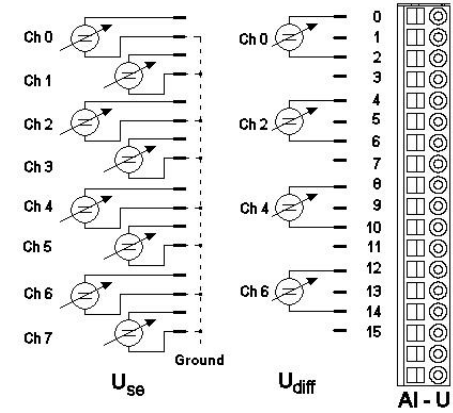 Ch 0
Ch 1
Ch 2
Ch 3
Ch 4
Ch 5
Ch 6
Ch 7
Ground
Use
Ch 0
Ch 2
Ch 4
Ch 6
Udiff
0
1
2
3
4
5
6
7
8
9
10
11
12
13
14
15
AI - U